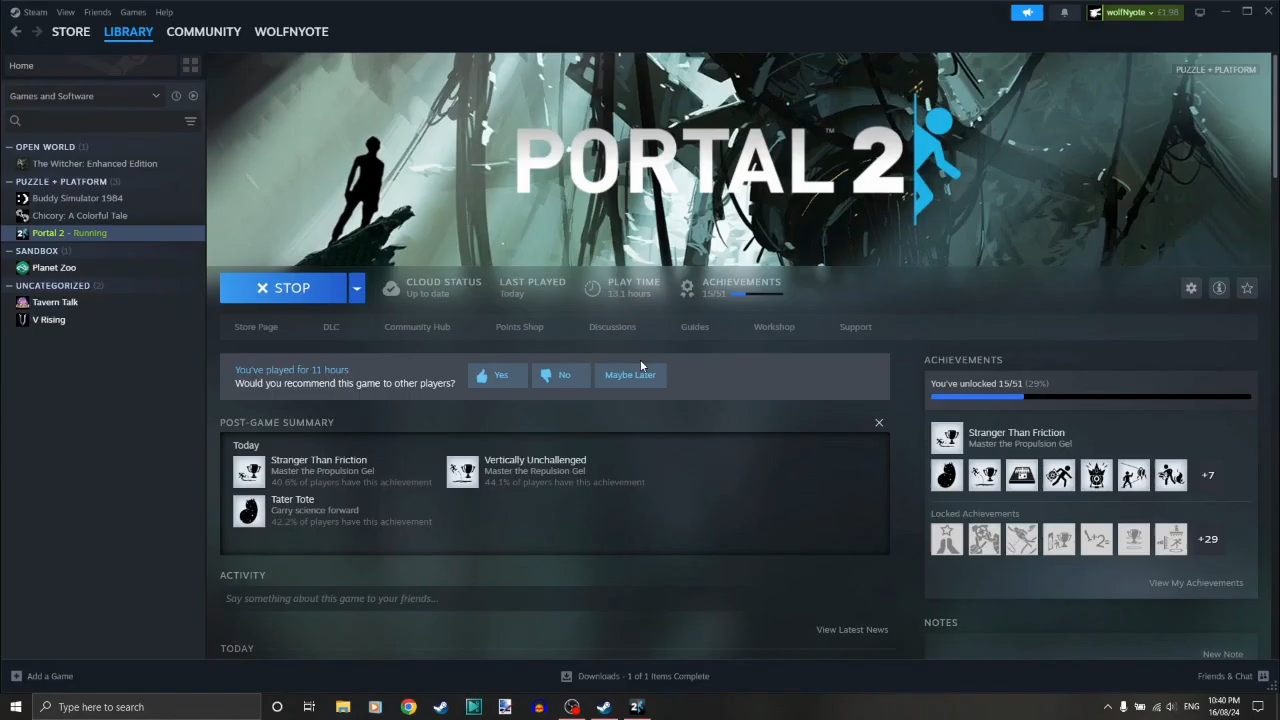 Steam View Friends Games Help
wolfNyote £1.98
STORE LIBRARY COMMUNITY WOLFNYOTE
Home
PUZZLE + PLATFORM
Games and Software
OPEN WORLD (1)
The Witcher: Enhanced Edition
PUZZLE + PLATFORM (3)
Buddy Simulator 1984
Chicory: A Colorful Tale
Portal 2 - Running
SANDBOX (1)
Planet Zoo
UNCATEGORIZED (2)
Tavern Talk
V Rising
PORTAL 2
™
STOP
CLOUD STATUS
Up to date
LAST PLAYED
Today
PLAY TIME
13.1 hours
ACHIEVEMENTS
15/51
Store Page DLC Community Hub Points Shop Discussions Guides Workshop Support
You've played for 11 hours
Would you recommend this game to other players?
Yes No Maybe Later
POST-GAME SUMMARY
Today
Stranger Than Friction
Master the Propulsion Gel
40.6% of players have this achievement
Vertically Unchallenged
Master the Repulsion Gel
44.1% of players have this achievement
Tater Tote
Carry science forward
42.2% of players have this achievement
ACTIVITY
Say something about this game to your friends...
View Latest News
TODAY
ACHIEVEMENTS
You've unlocked 15/51 (29%)
Stranger Than Friction
Master the Propulsion Gel
+7
Locked Achievements
1+2=
+29
View My Achievements
NOTES
New Note
Add a Game
Downloads - 1 of 1 Items Complete
Friends & Chat
Type here to search
ENG
10:40 PM
16/08/24